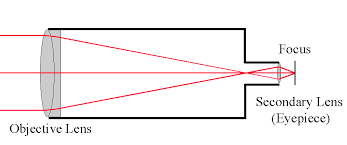 Focus
Secondary Lens
(Eyepiece)
Objective Lens